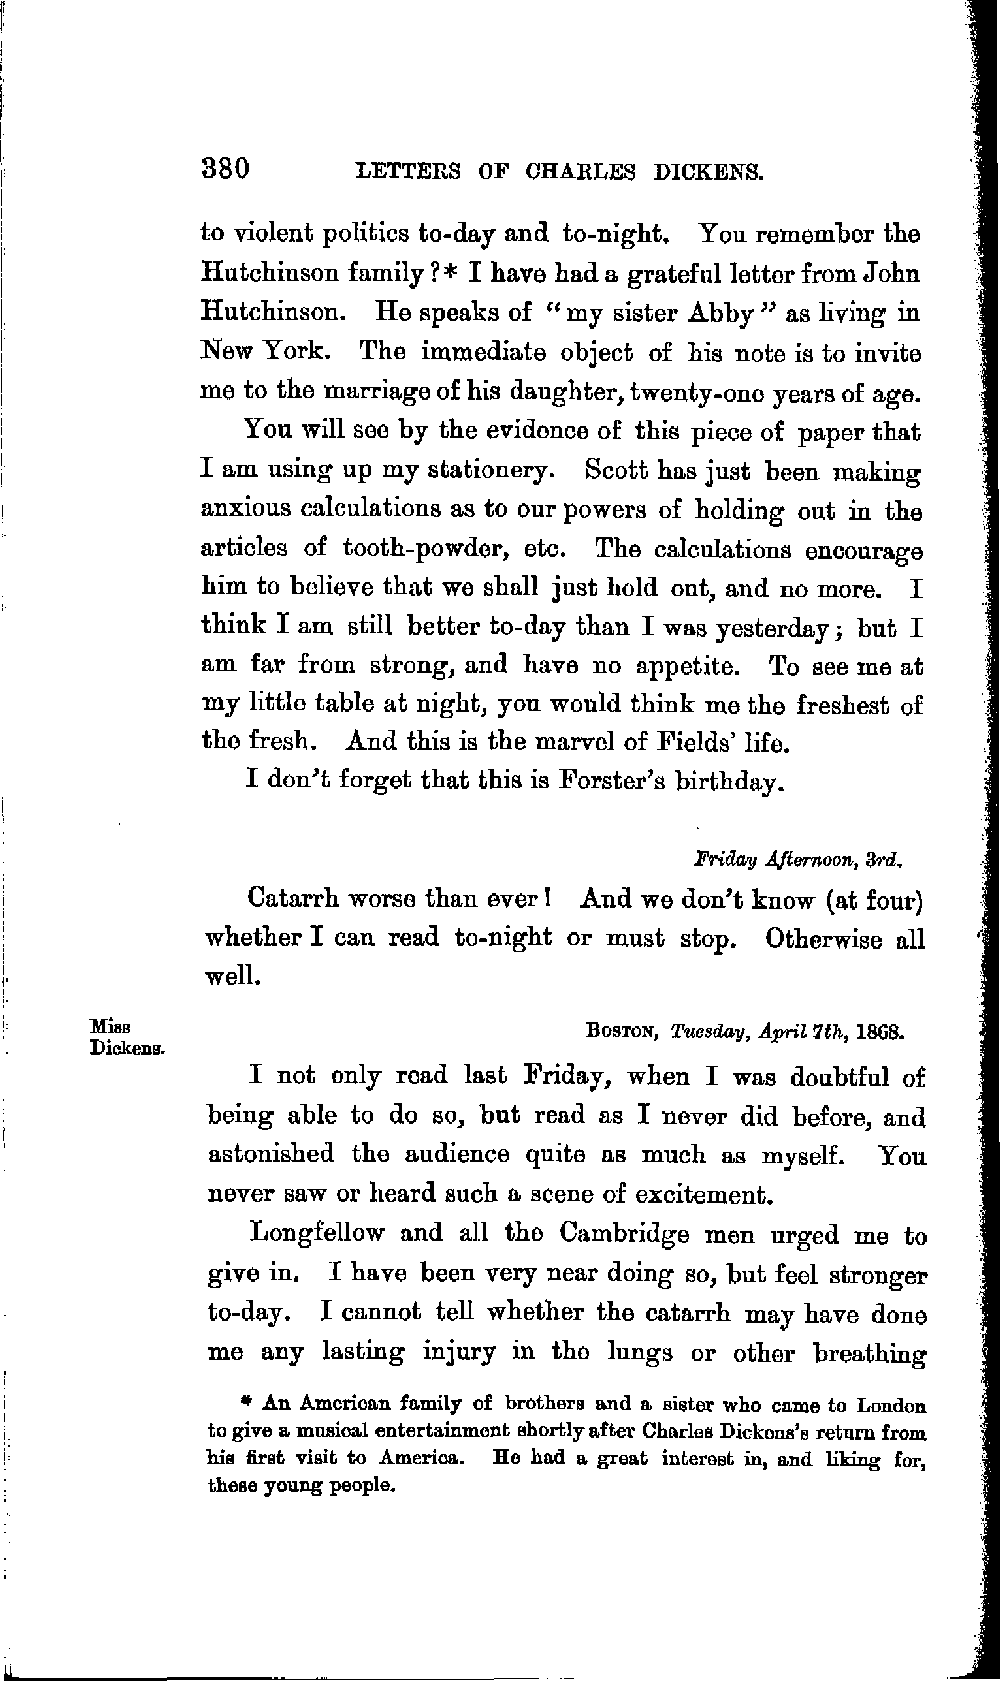 380 LETTERS OF CHARLES DICKENS.
to violent politics to-day and to-night. You remember the
Hutchinson family?* I have had a grateful letter from John
Hutchinson. He speaks of "my sister Abby" as living in
New York. The immediate object of his note is to invite
me to the marriage of his daughter, twenty-one years of age.
You will see by the evidence of this piece of paper that
I am using up my stationery. Scott has just been making
anxious calculations as to our powers of holding out in the
articles of tooth-powder, etc. The calculations encourage
him to believe that we shall just hold out, and no more. I
think I am still better to-day than I was yesterday; but I
am far from strong, and have no appetite. To see me at
my little table at night, you would think me the freshest of
the fresh. And this is the marvel of Fields' life.
I don't forget that this is Forster's birthday.
Friday Afternoon, 3rd.
Catarrh worse than ever! And we don't know (at four)
whether I can read to-night or must stop. Otherwise all
well.
Miss
Dickens.
BOSTON, Tuesday, April 7th, 1868.
I not only read last Friday, when I was doubtful of
being able to do so, but read as I never did before, and
astonished the audience quite as much as myself. You
never saw or heard such a scene of excitement.
Longfellow and all the Cambridge men urged me to
give in. I have been very near doing so, but feel stronger
to-day. I cannot tell whether the catarrh may have done
me any lasting injury in the lungs or other breathing
* An American family of brothers and a sister who came to London
to give a musical entertainment shortly after Charles Dickens's return from
his first visit to America. He had a great interest in, and liking for,
these young people.